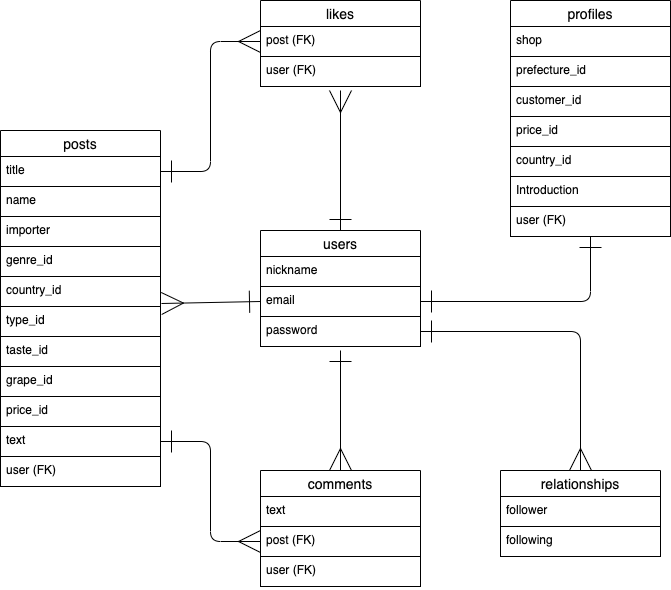 likes
post (FK)
user (FK)
profiles
shop
prefecture_id
customer_id
price_id
country_id
Introduction
user (FK)
posts
title
name
importer
genre_id
country_id
type_id
taste_id
grape_id
price_id
text
user (FK)
users
nickname
email
password
comments
text
post (FK)
user (FK)
relationships
follower
following